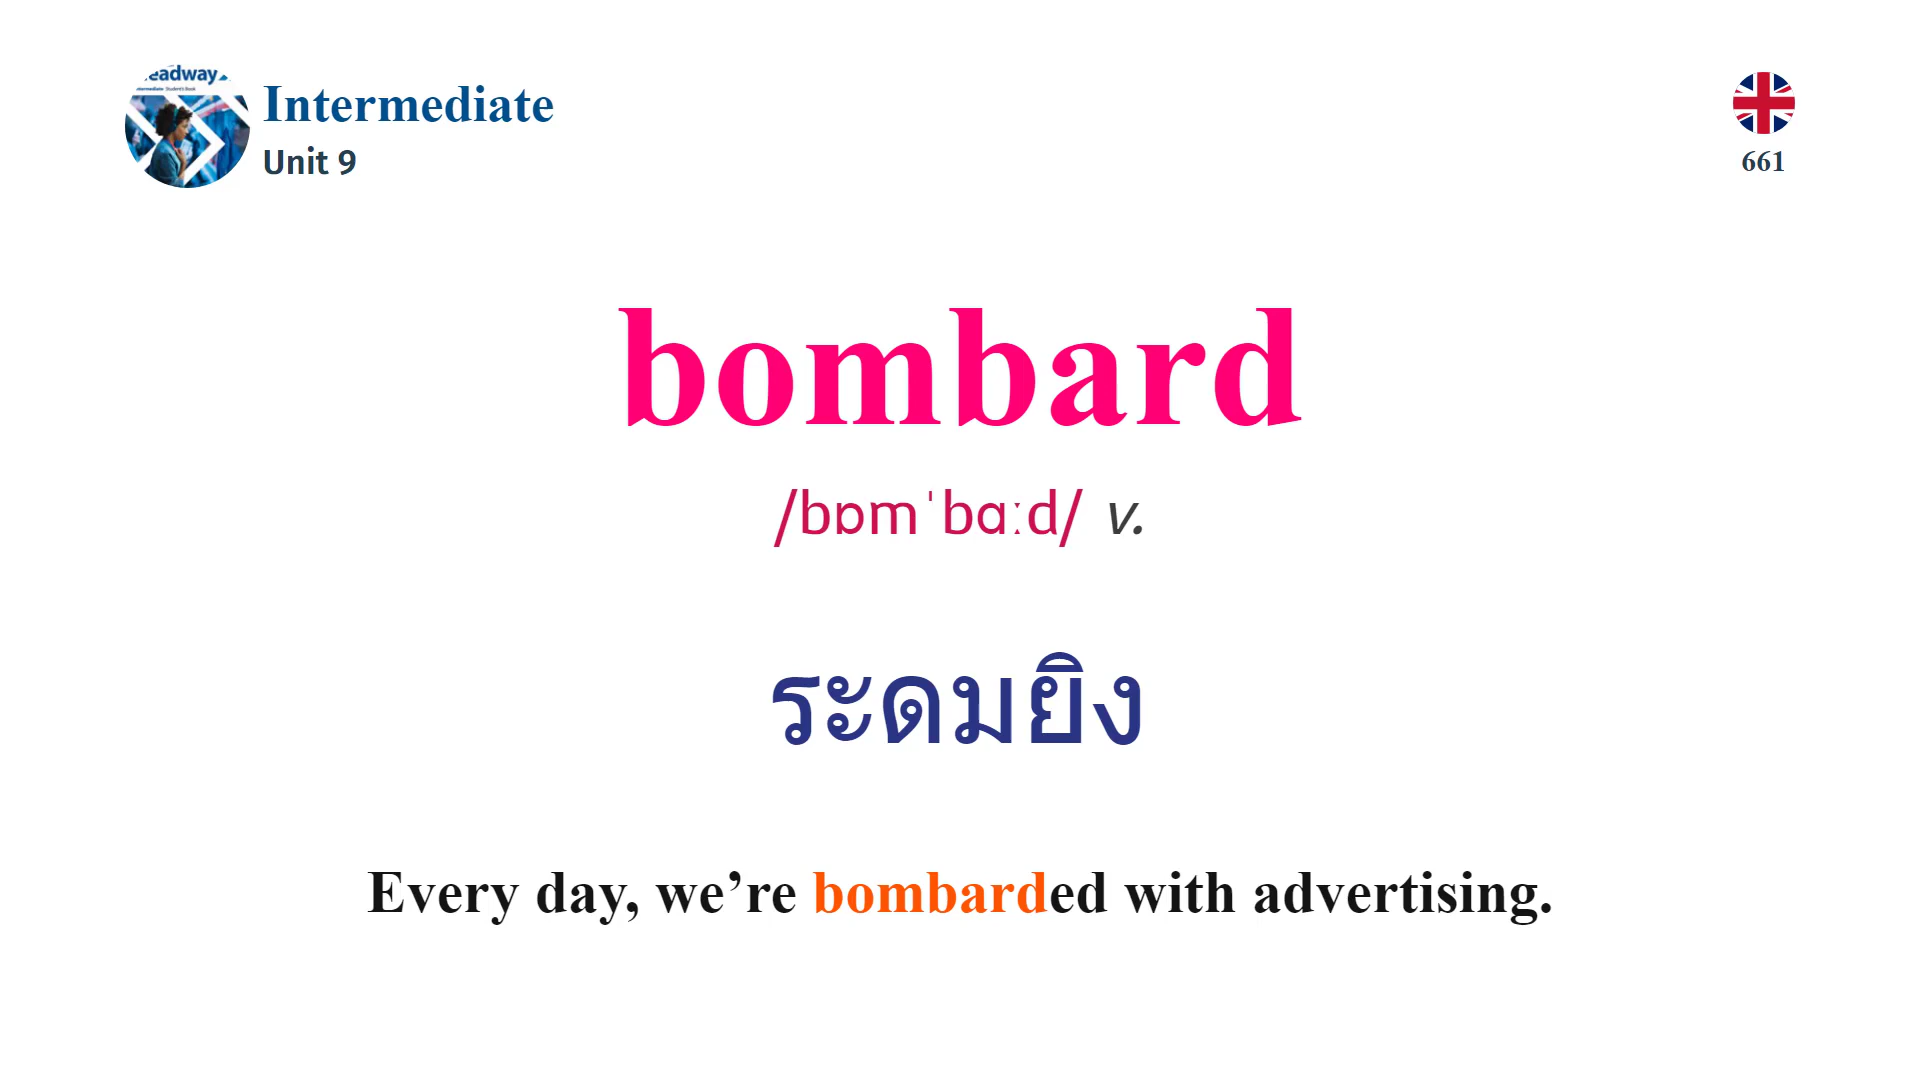 eadway
Intermediate
Unit 9
661
bombard
/bɒmˈbɑːd/ v.
ระดมยิง
Every day, we’re bombarded with advertising.